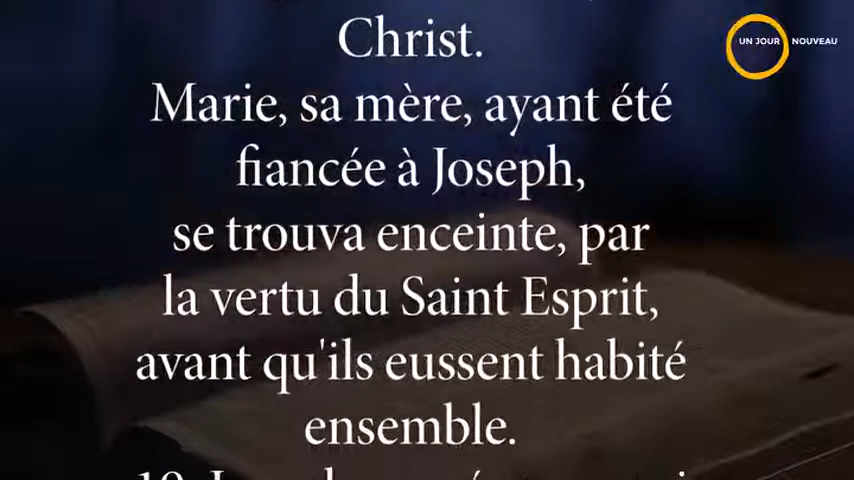 Christ.
UN JOUR NOUVEAU
Marie, sa mère, ayant été
fiancée à Joseph,
se trouva enceinte, par
la vertu du Saint Esprit,
avant qu'ils eussent habité
ensemble.